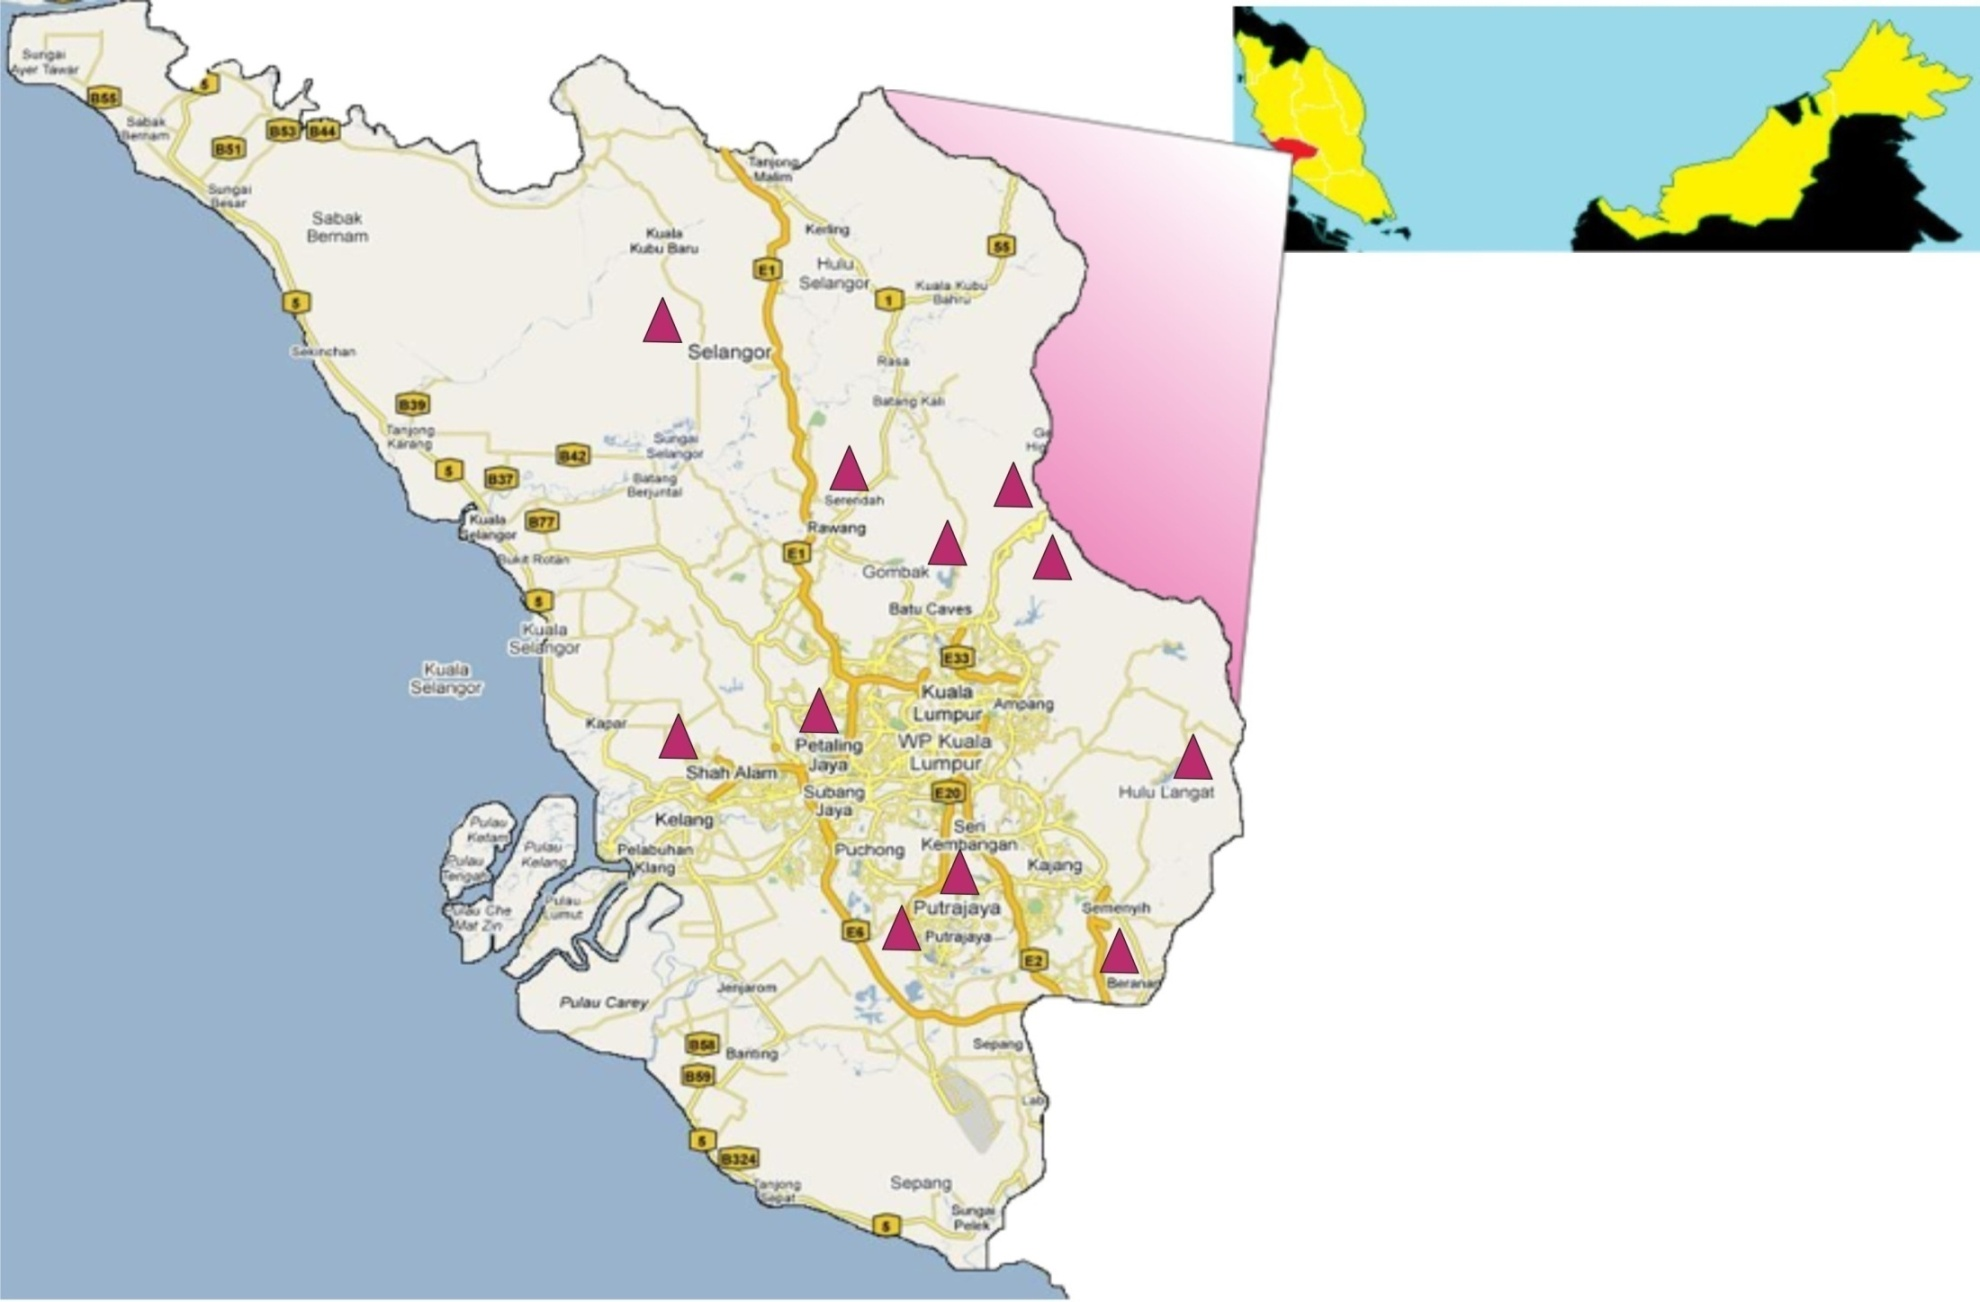 Sungai
Ayer Tawar
B55
5
Sabak
Bernam
B53
B44
B51
Sungai
Besar
Sabak
Bernam
Tanjong
Malim
Kuala
Kubu Baru
Kerling
55
E1
Hulu
Selangor
1
Kuala Kubu
Bahru
5
Sekinchan
Selangor
Rasa
B39
Batang Kali
Tanjong
Karang
Sungai
Selangor
B42
5
B37
Batang
Berjuntai
Serendah
Kuala
Selangor
B77
Rawang
E1
Bukit Rotan
Gombak
5
Batu Caves
Kuala
Selangor
E33
Kuala
Selangor
Kuala
Lumpur
Ampang
Kapar
Petaling
Jaya
WP Kuala
Lumpur
Shah Alam
Subang
Jaya
E20
Hulu Langat
Kelang
Seri
Kembangan
Pulau
Ketam
Pulau
Kelang
Pelabuhan
Klang
Puchong
Kajang
Pulau
Tengah
Pulau
Lumut
Pulau Che
Mat Zin
Putrajaya
Semenyih
E6
Putrajaya
E2
Jenjarom
Beranan
Pulau Carey
B58
Banting
Sepang
B59
Lab
5
B324
Tanjong
Sepat
Sepang
Sungai
Pelek
5